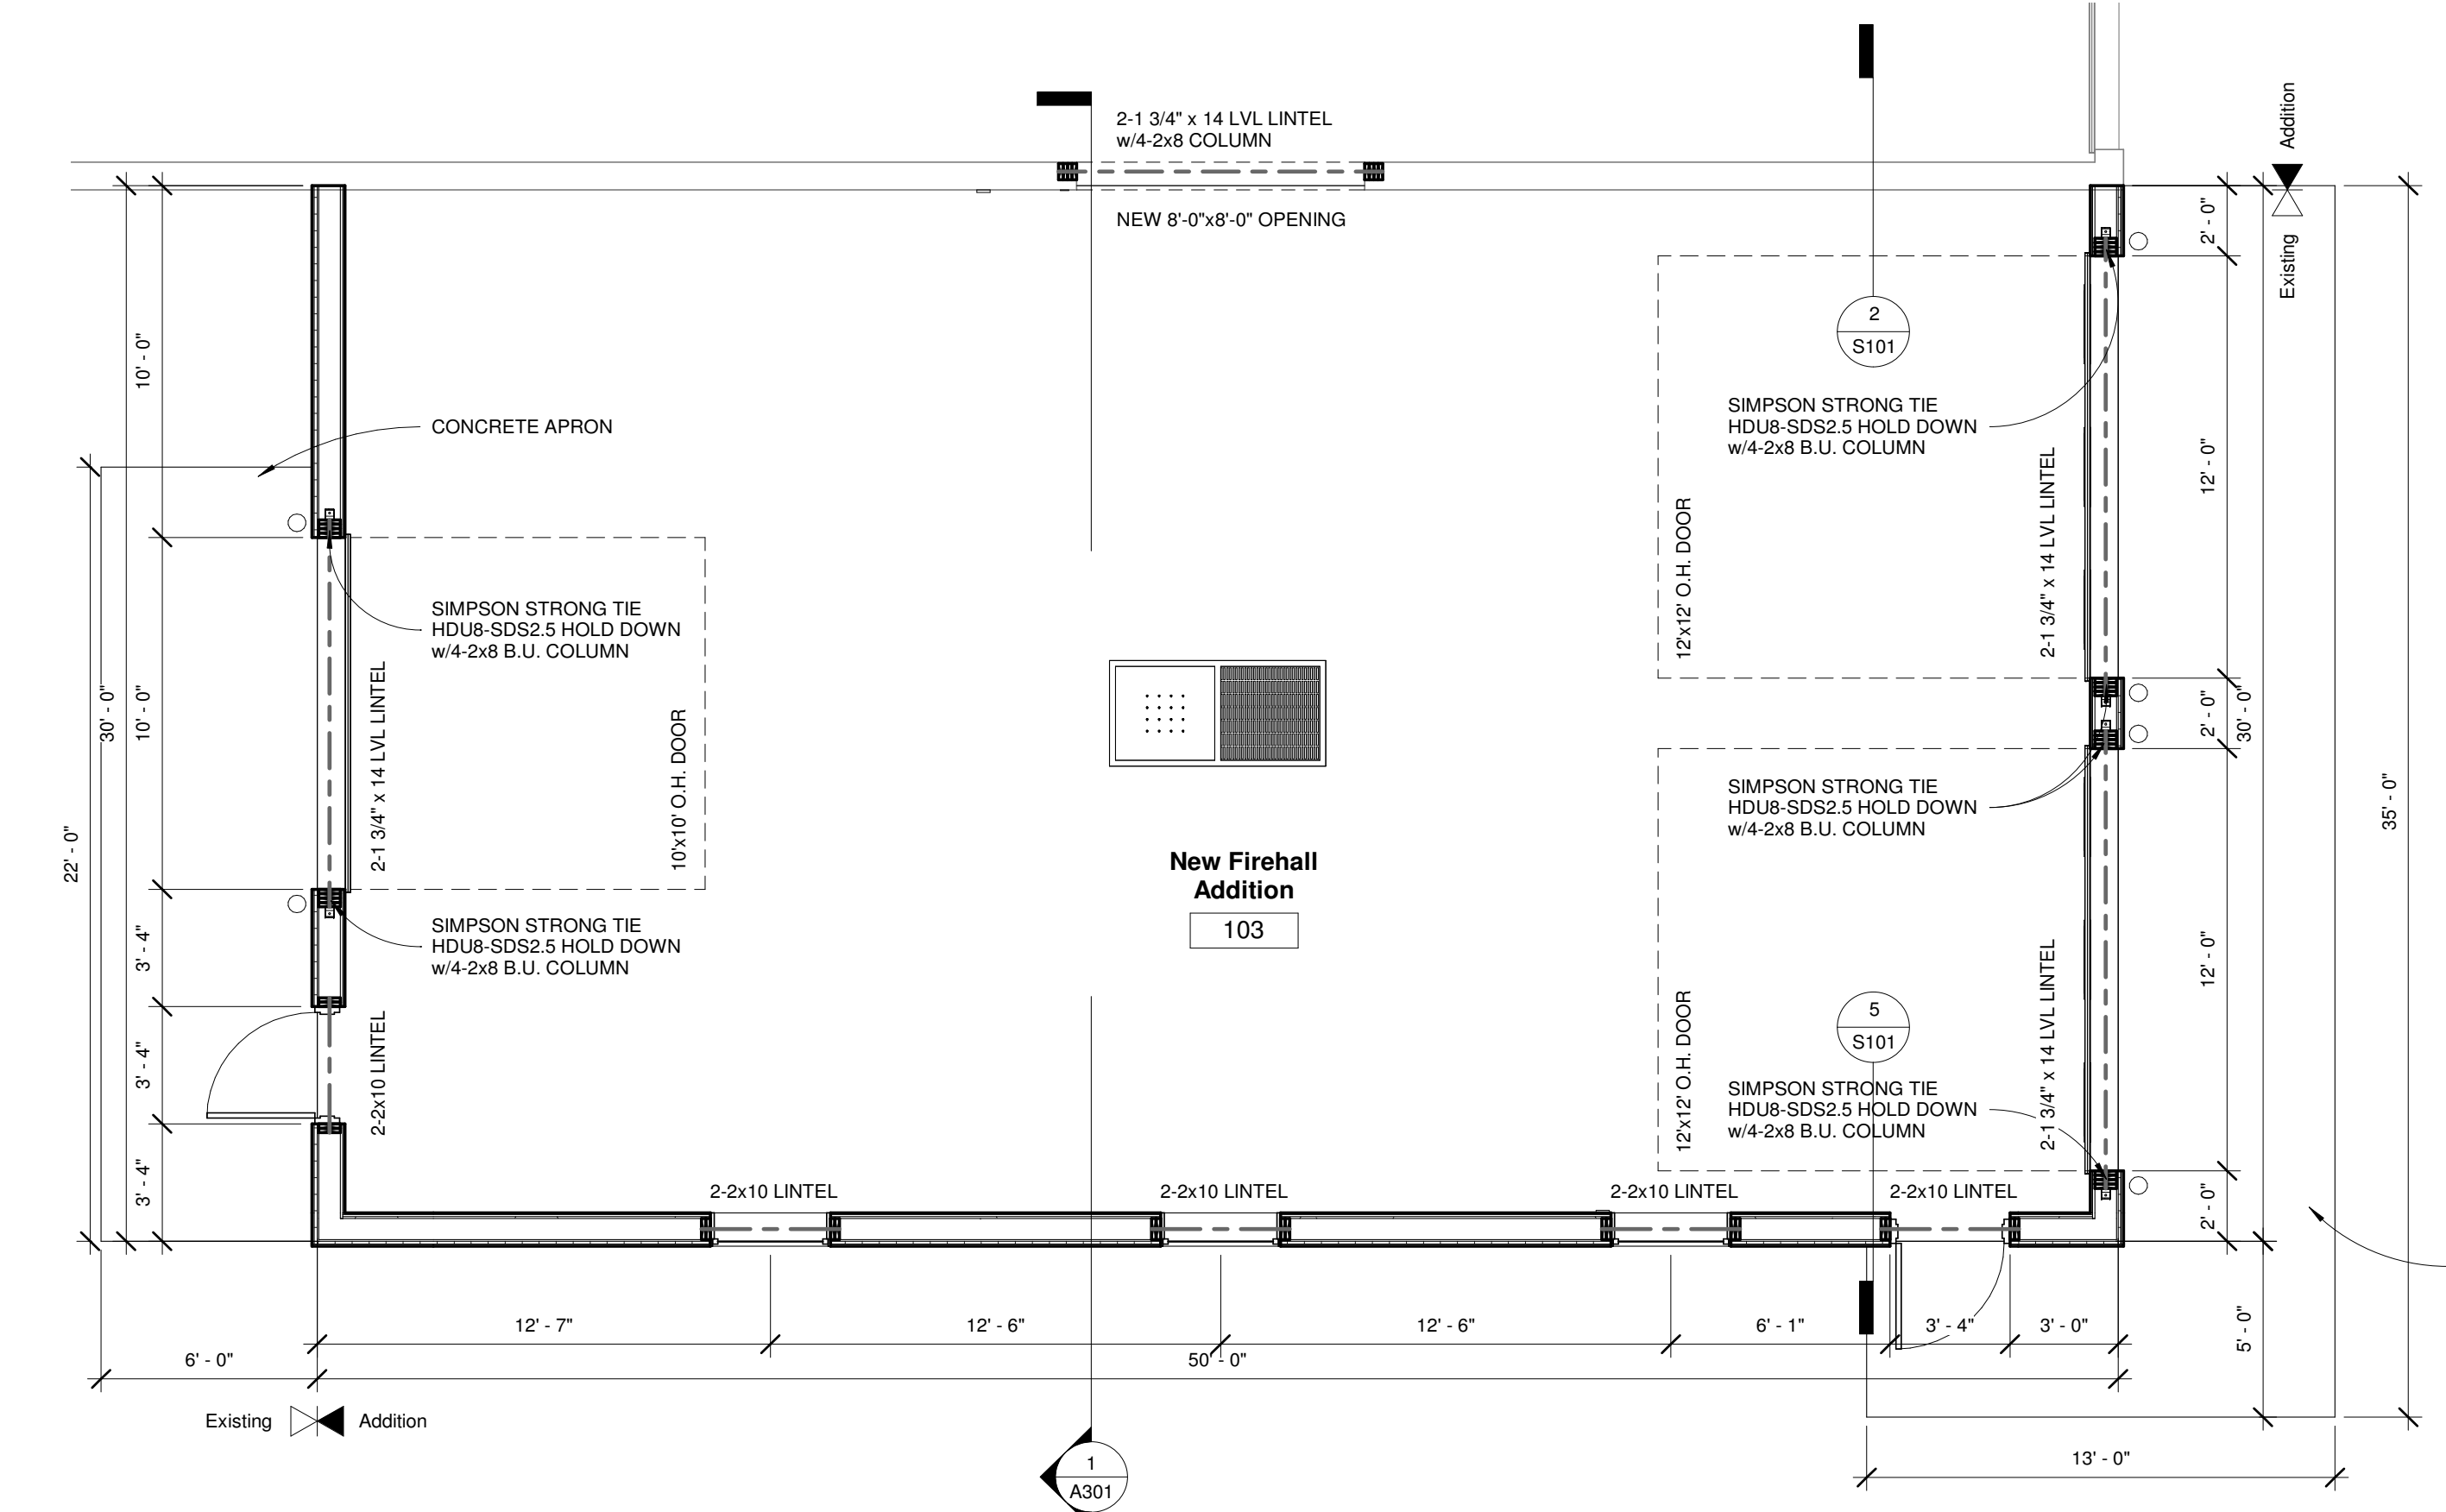 2-1 3/4" x 14 LVL LINTEL
w/4-2x8 COLUMN
NEW 8'-0"x8'-0" OPENING
Addition
Existing
2
S101
CONCRETE APRON
SIMPSON STRONG TIE
HDU8-SDS2.5 HOLD DOWN
w/4-2x8 B.U. COLUMN
SIMPSON STRONG TIE
HDU8-SDS2.5 HOLD DOWN
w/4-2x8 B.U. COLUMN
SIMPSON STRONG TIE
HDU8-SDS2.5 HOLD DOWN
w/4-2x8 B.U. COLUMN
SIMPSON STRONG TIE
HDU8-SDS2.5 HOLD DOWN
w/4-2x8 B.U. COLUMN
SIMPSON STRONG TIE
HDU8-SDS2.5 HOLD DOWN
w/4-2x8 B.U. COLUMN
22' - 0"
30' - 0"
10' - 0"
10' - 0"
3' - 4"
3' - 4"
3' - 4"
2-1 3/4" x 14 LVL LINTEL
10'x10' O.H. DOOR
2-2x10 LINTEL
New Firehall
Addition
103
12'x12' O.H. DOOR
2-1 3/4" x 14 LVL LINTEL
12'x12' O.H. DOOR
2-1 3/4" x 14 LVL LINTEL
5
S101
2' - 0"
12' - 0"
2' - 0"
30' - 0"
12' - 0"
2' - 0"
35' - 0"
5' - 0"
2-2x10 LINTEL
2-2x10 LINTEL
2-2x10 LINTEL
2-2x10 LINTEL
12' - 7"
12' - 6"
12' - 6"
6' - 1"
3' - 4"
3' - 0"
6' - 0"
50' - 0"
Existing
Addition
1
A301
13' - 0"